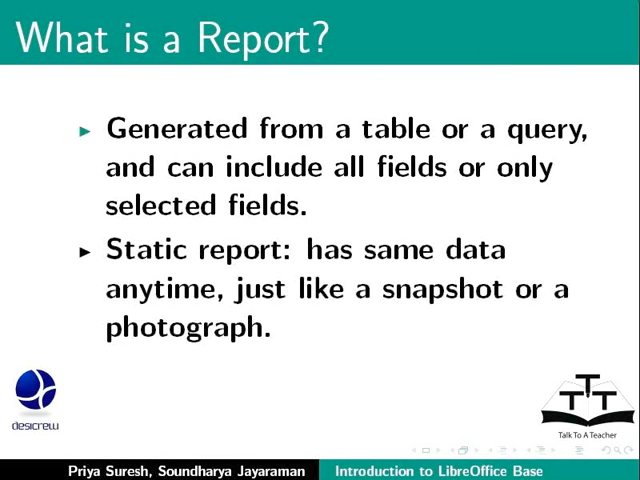 What is a Report?
Generated from a table or a query,
and can include all fields or only
selected fields.
Static report: has same data
anytime, just like a snapshot or a
photograph.
desicrew
TTT
Talk To A Teacher
Priya Suresh, Soundharya Jayaraman Introduction to LibreOffice Base